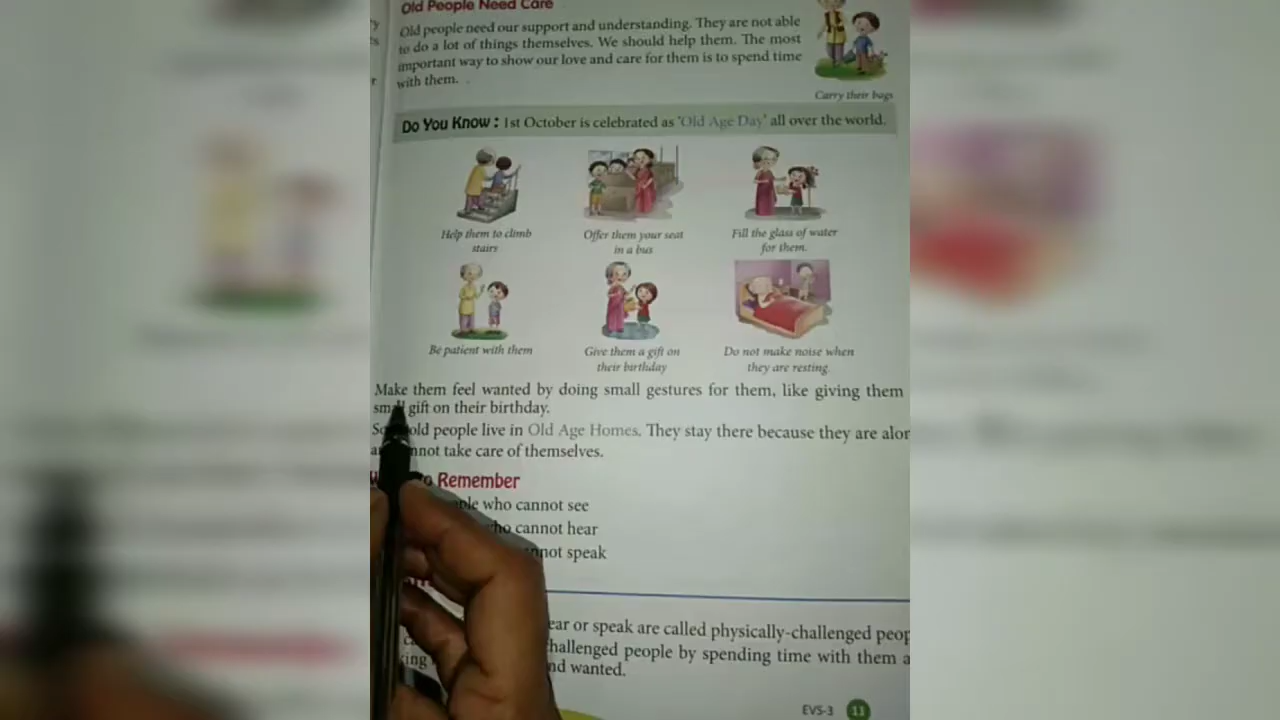 Old People Need Care
Old people need our support and understanding. They are not able
to do a lot of things themselves. We should help them. The most
important way to show our love and care for them is to spend time
with them.
Carry their bags
Do You Know : 1st October is celebrated as 'Old Age Day' all over the world.
Help them to climb
stairs
Offer them your seat
in a bus
Fill the glass of water
for them.
Be patient with them
Give them a gift on
their birthday
Do not make noise when
they are resting.
Make them feel wanted by doing small gestures for them, like giving them
gift on their birthday.
old people live in Old Age Homes. They stay there because they are
take care of themselves.
Remember
who cannot see
who cannot hear
speak
or speak are called physically-challenged
people by spending time with them
wanted.
EVS-3 13